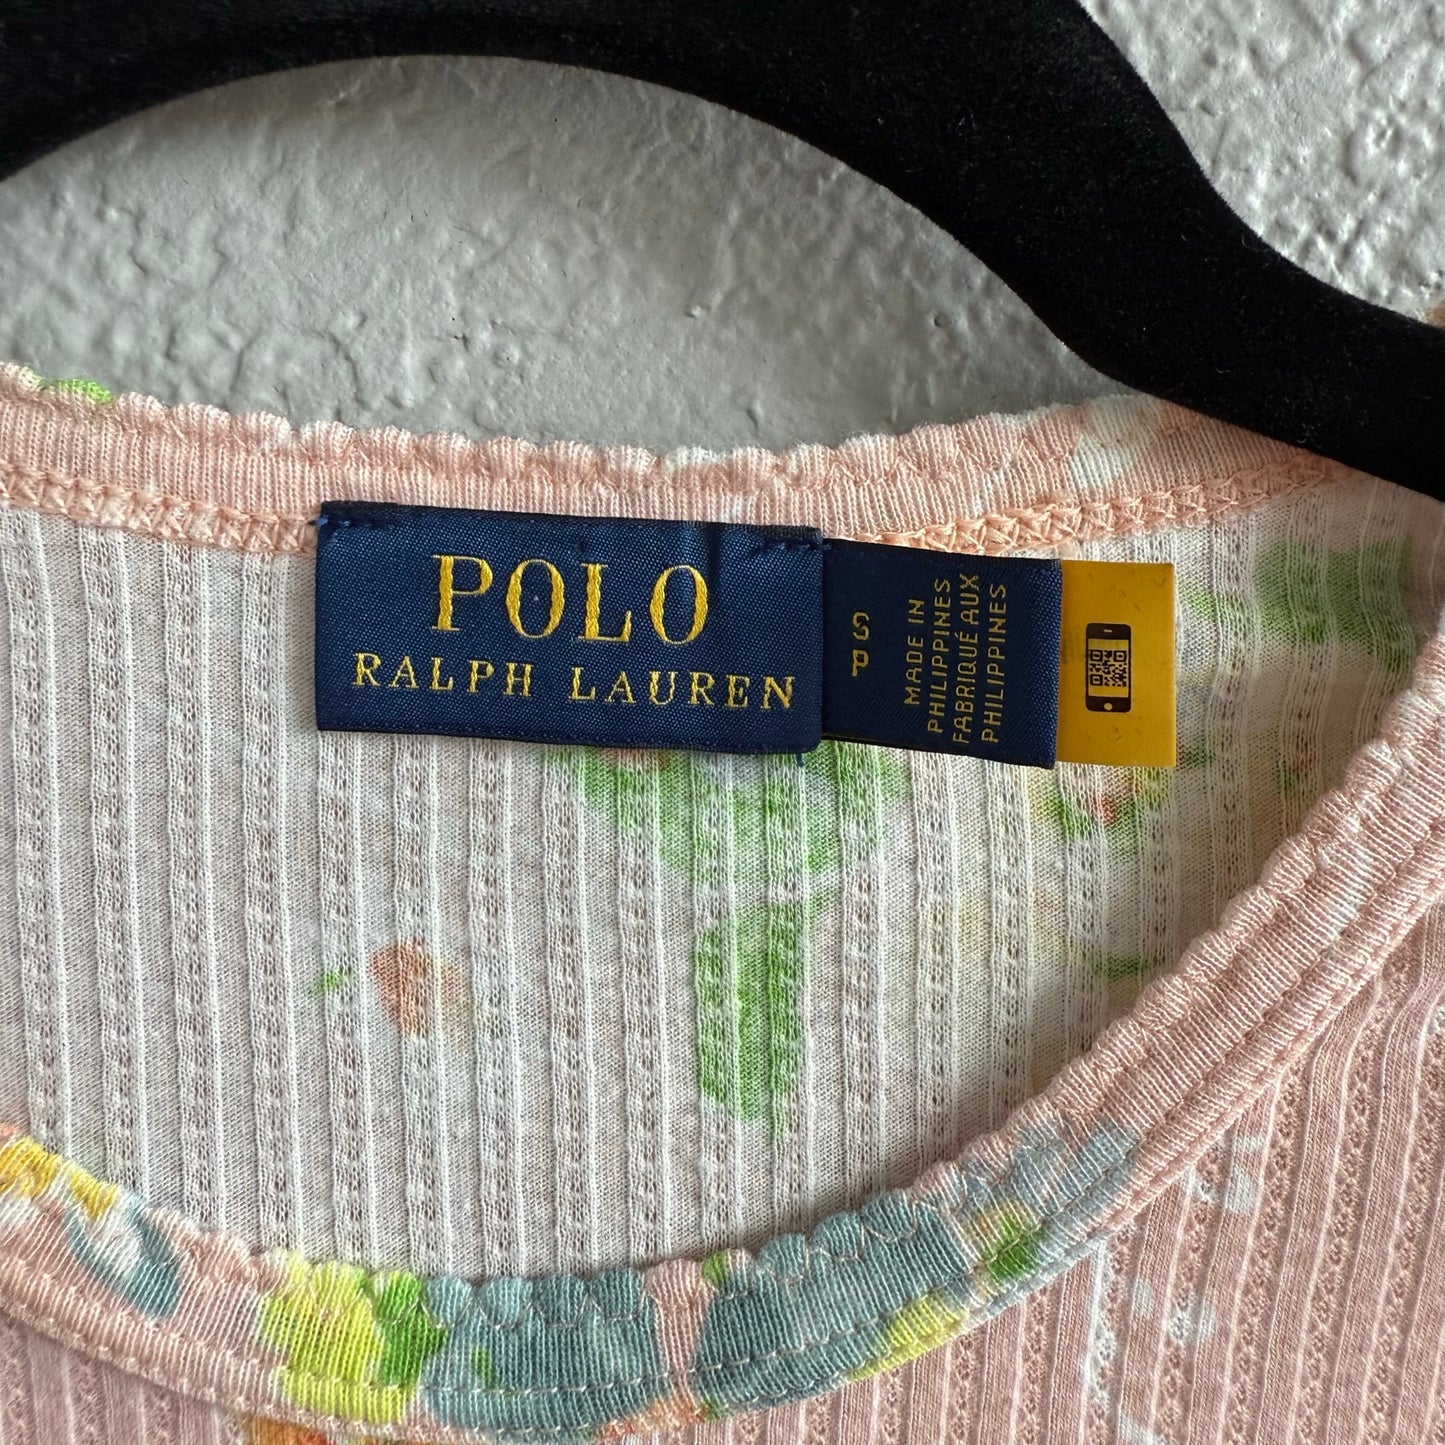 POLO
RALPH LAUREN
S
P
MADE IN
PHILIPPINES
FABRIQUÉ AUX
PHILIPPINES